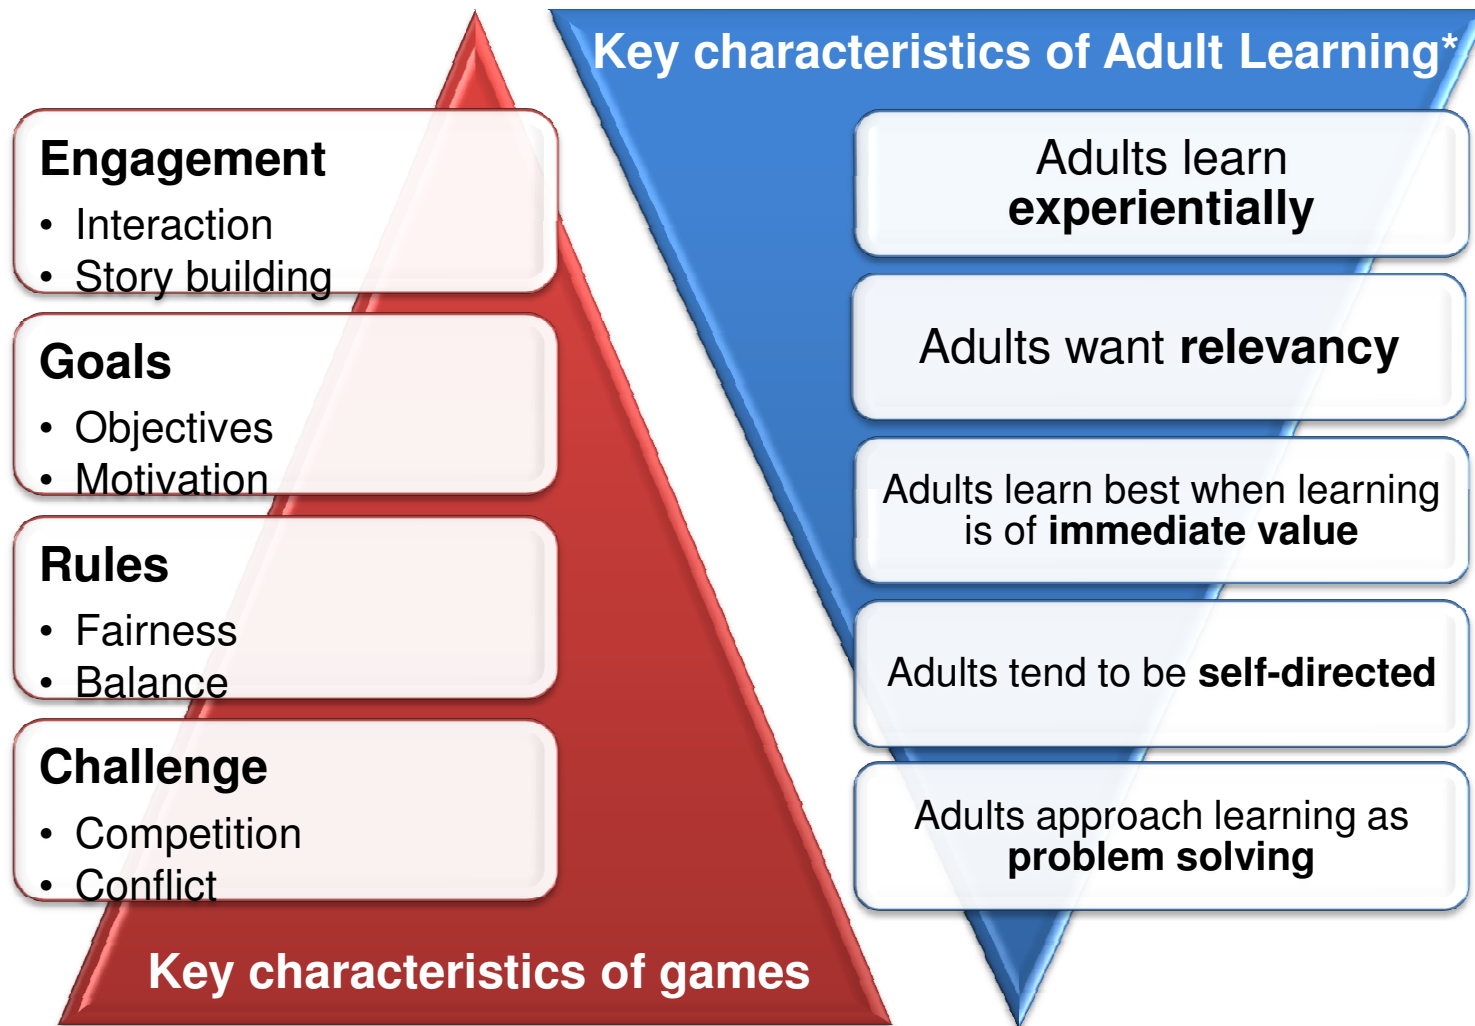 Engagement
• Interaction
• Story building
Goals
• Objectives
• Motivation
Rules
• Fairness
• Balance
Challenge
• Competition
• Conflict
Key characteristics of games
Key characteristics of Adult Learning*
Adults learn
experientially
Adults want relevancy
Adults learn best when learning
is of immediate value
Adults tend to be self-directed
Adults approach learning as
problem solving